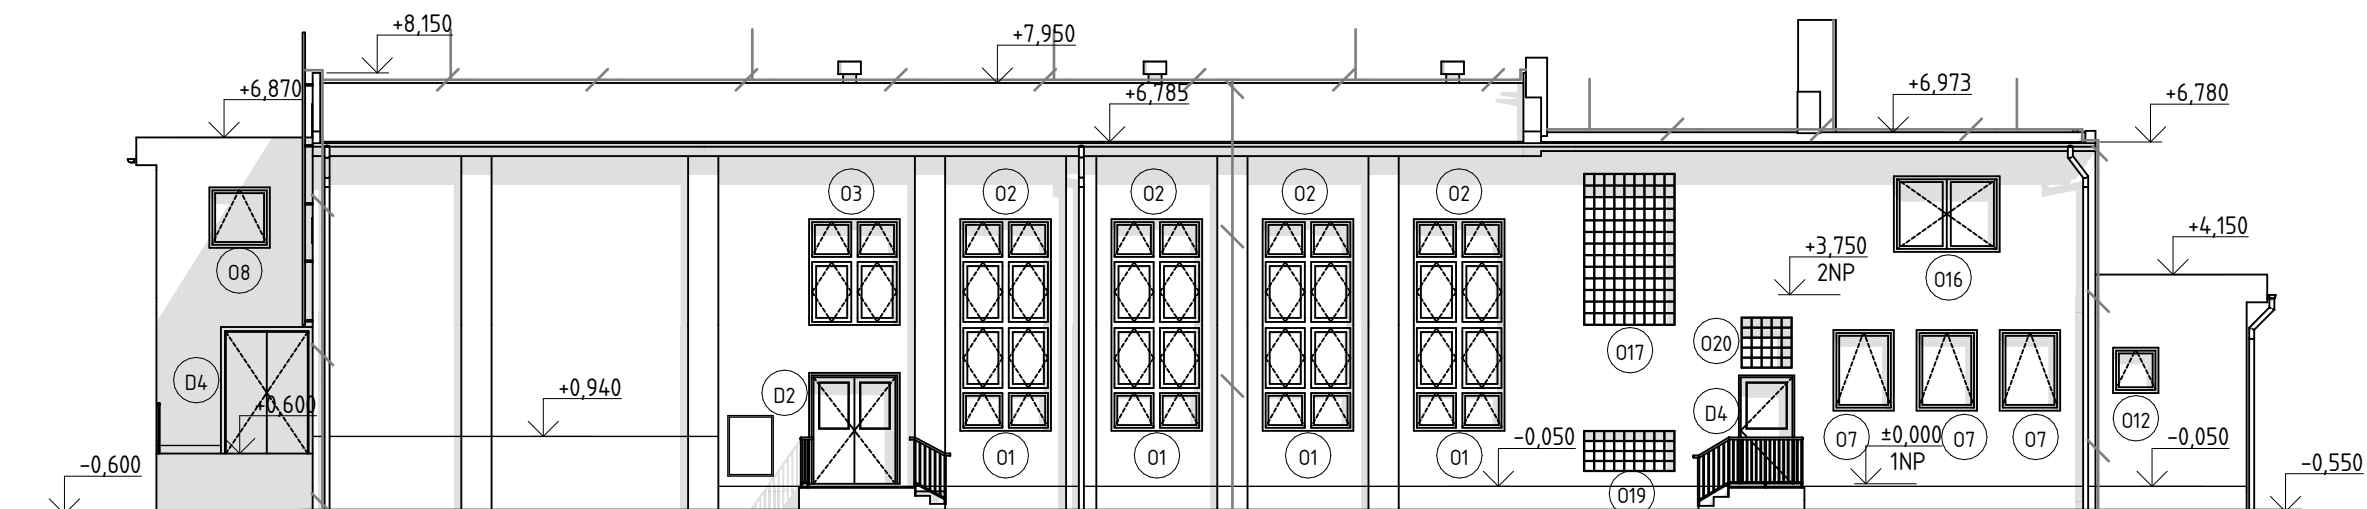 +8,150
+7,950
+6,870
+6,785
+6,973
+6,780
O3
O2
O2
O2
O2
O8
+3,750
2NP
O16
+4,150
O17
O20
D4
+0,600
+0,940
D2
D4
O12
O1
O1
O1
O1
-0,050
O7
±0,000
1NP
O7
O7
-0,050
-0,600
O19
-0,550